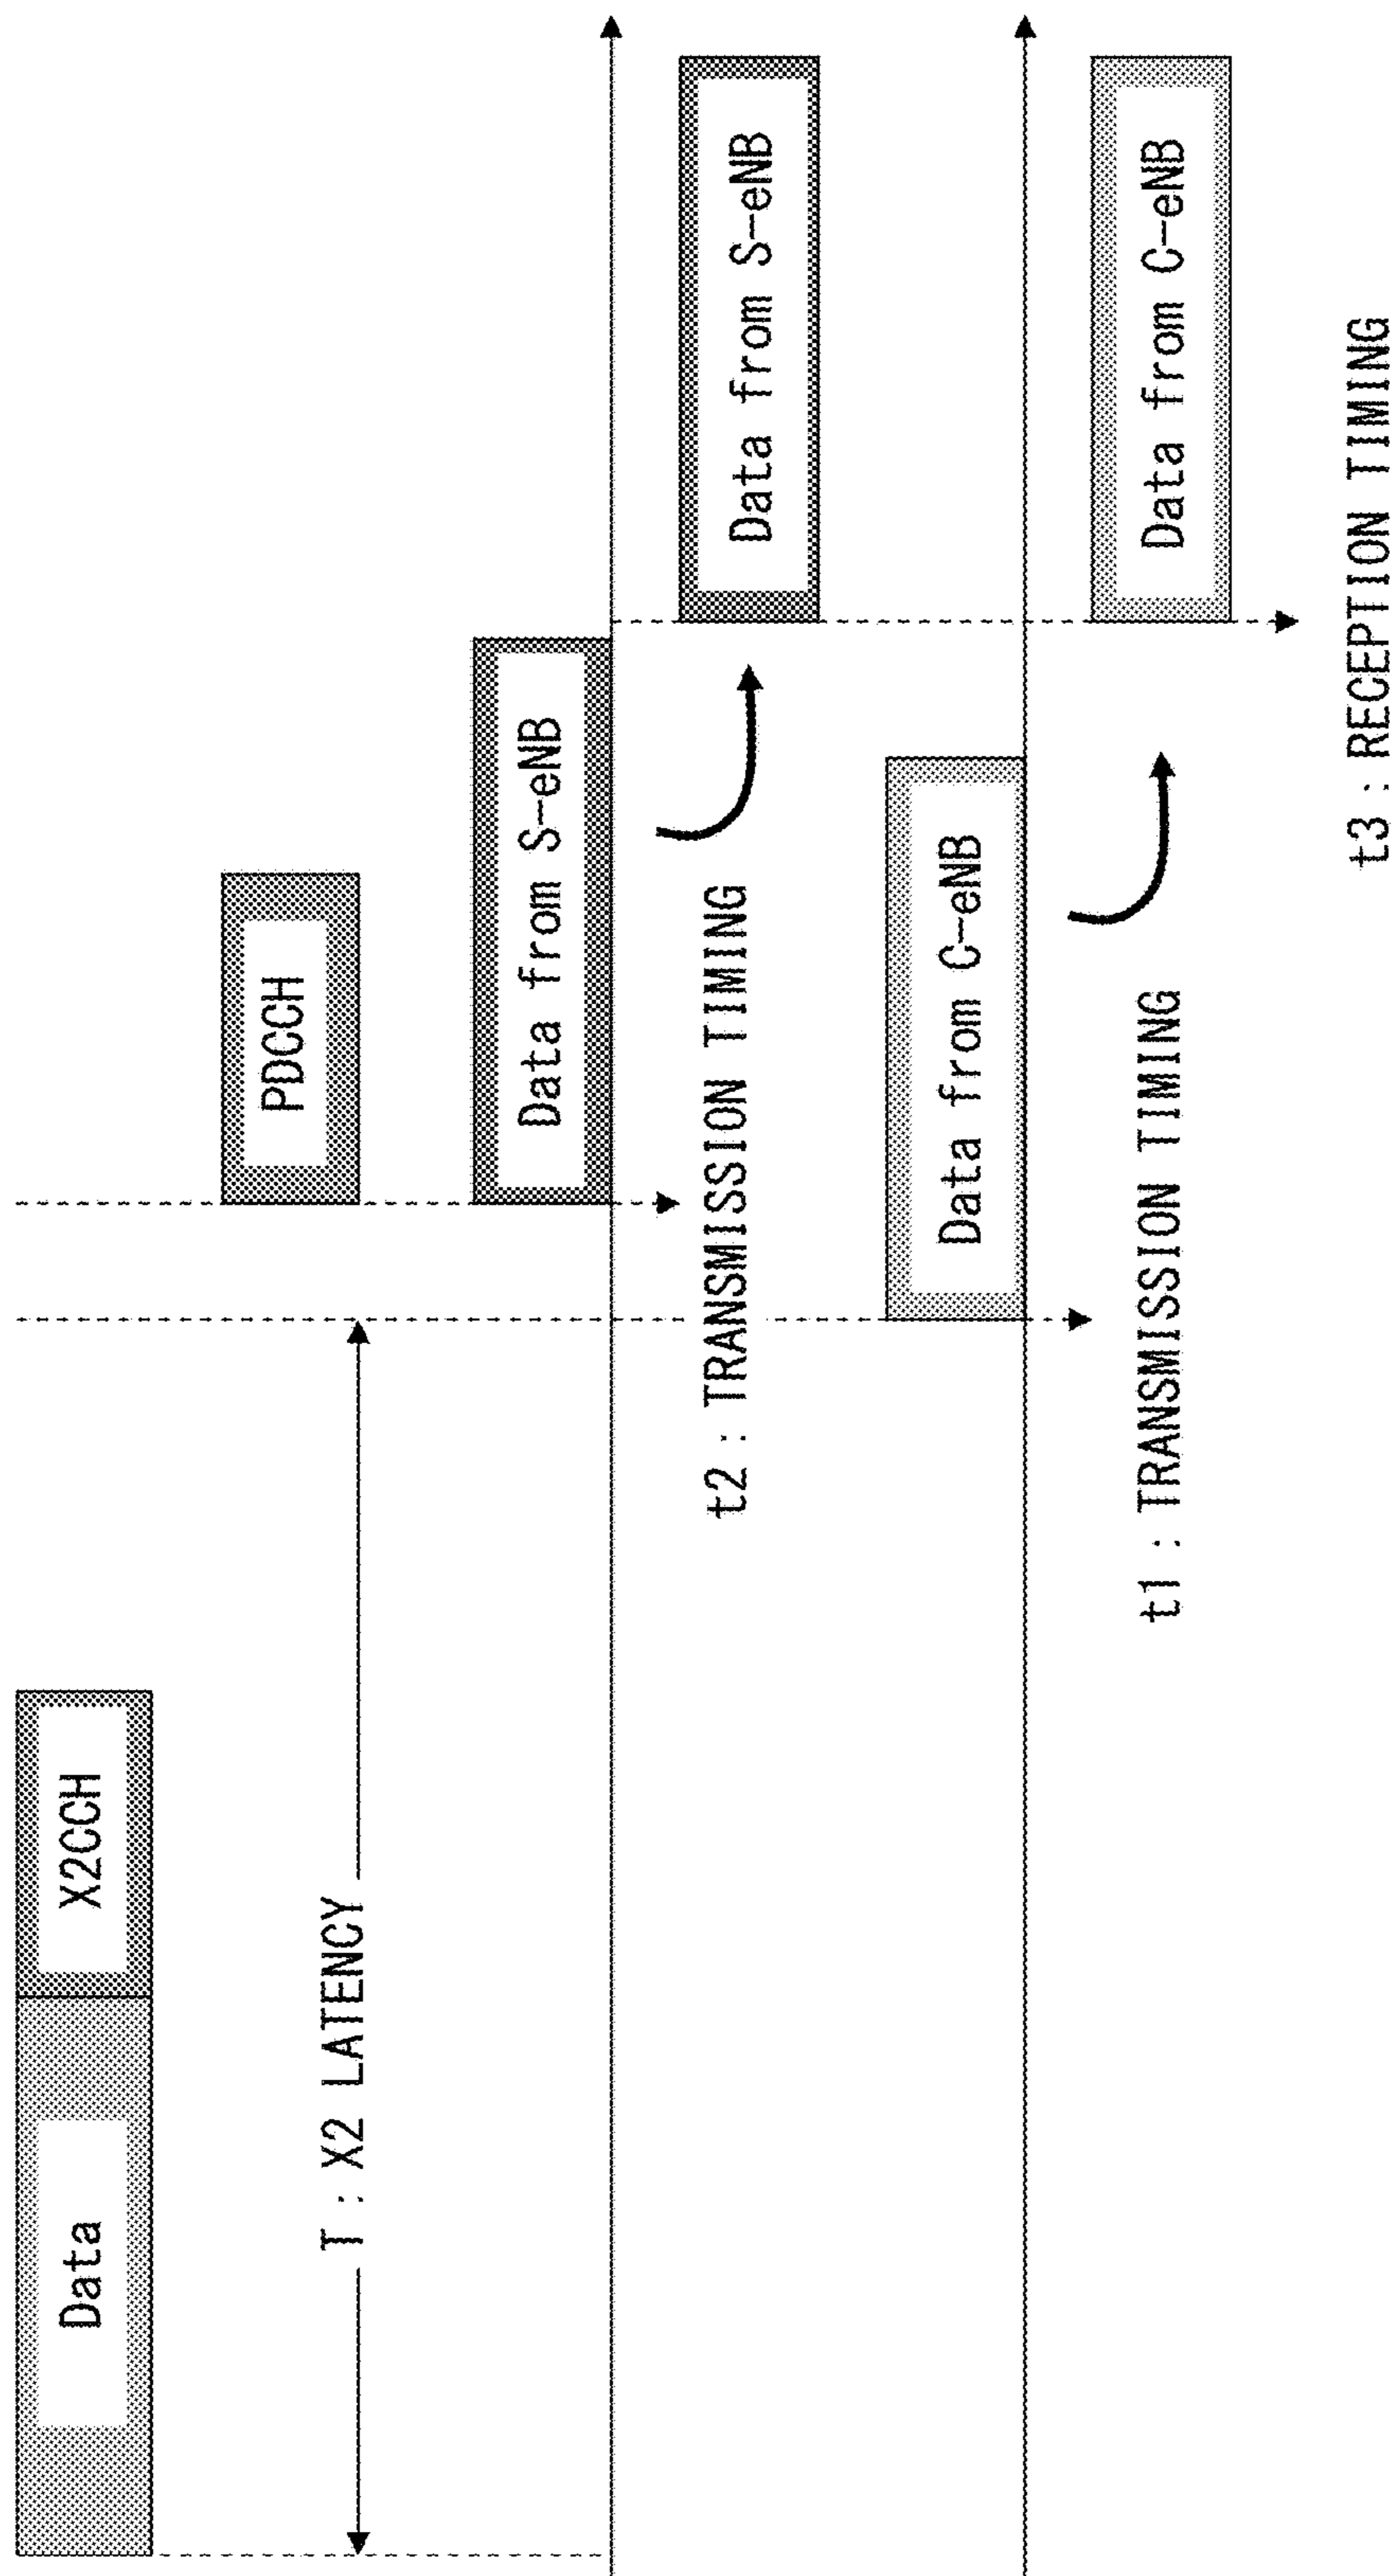 Data
X2CCH
T : X2 LATENCY
PDCCH
Data from S-eNB
t2 : TRANSMISSION TIMING
Data from S-eNB
Data from C-eNB
t1 : TRANSMISSION TIMING
Data from C-eNB
t3 : RECEPTION TIMING